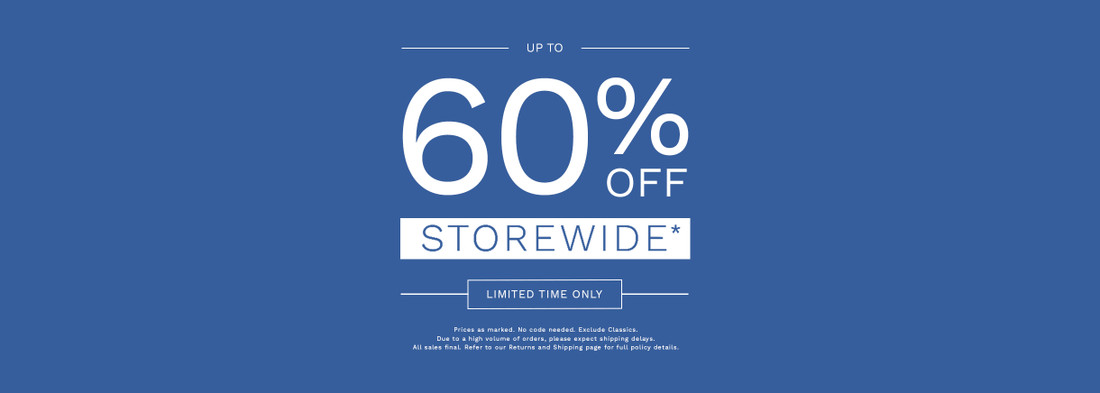 UP TO
60%
OFF
STOREWIDE*
LIMITED TIME ONLY
Prices as marked. No code needed. Exclude Classics.
Due to a high volume of orders, please expect shipping delays.
All sales final. Refer to our Returns and Shipping page for full policy details.